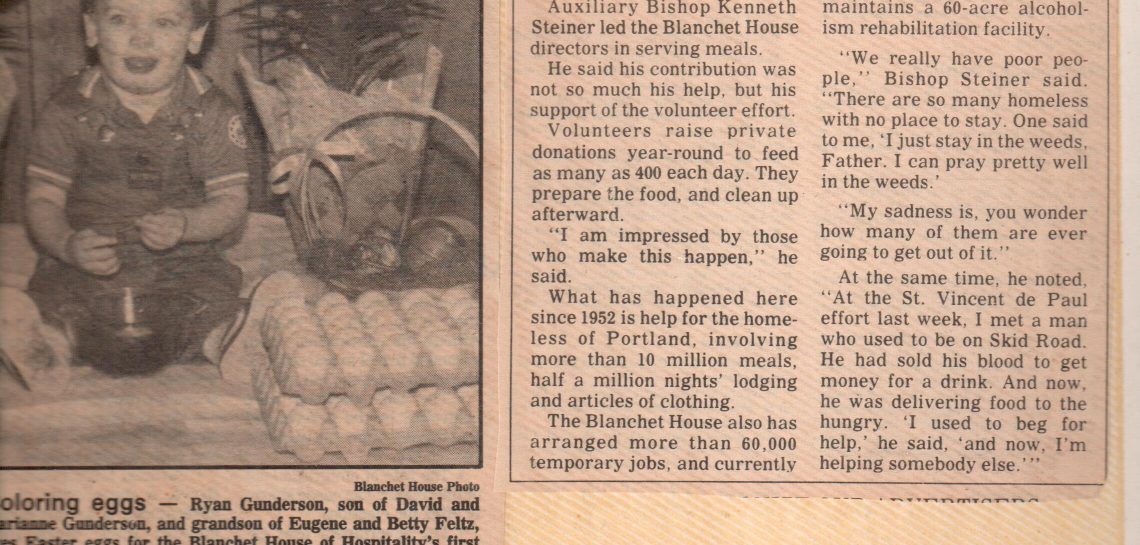 Auxiliary Bishop Kenneth
Steiner led the Blanchet House
directors in serving meals.
He said his contribution was
not so much his help, but his
support of the volunteer effort.
Volunteers raise private
donations year-round to feed
as many as 400 each day. They
prepare the food, and clean up
afterward.
"I am impressed by those
who make this happen," he
said.
What has happened here
since 1952 is help for the home-
less of Portland, involving
more than 10 million meals,
half a million nights' lodging
and articles of clothing.
The Blanchet House also has
arranged more than 60,000
temporary jobs, and currently
maintains a 60-acre alcohol-
ism rehabilitation facility.
"We really have poor peo-
ple," Bishop Steiner said.
"There are so many homeless
with no place to stay. One said
to me, 'I just stay in the weeds,
Father. I can pray pretty well
in the weeds.'
"My sadness is, you wonder
how many of them are ever
going to get out of it."
At the same time, he noted,
"At the St. Vincent de Paul
effort last week, I met a man
who used to be on Skid Road.
He had sold his blood to get
money for a drink. And now,
he was delivering food to the
hungry. 'I used to beg for
help,' he said, 'and now, I'm
helping somebody else.'"
Blanchet House Photo
oloring eggs — Ryan Gunderson, son of David and
arianne Gunderson, and grandson of Eugene and Betty Feltz,
es Easter eggs for the Blanchet House of Hospitality's first